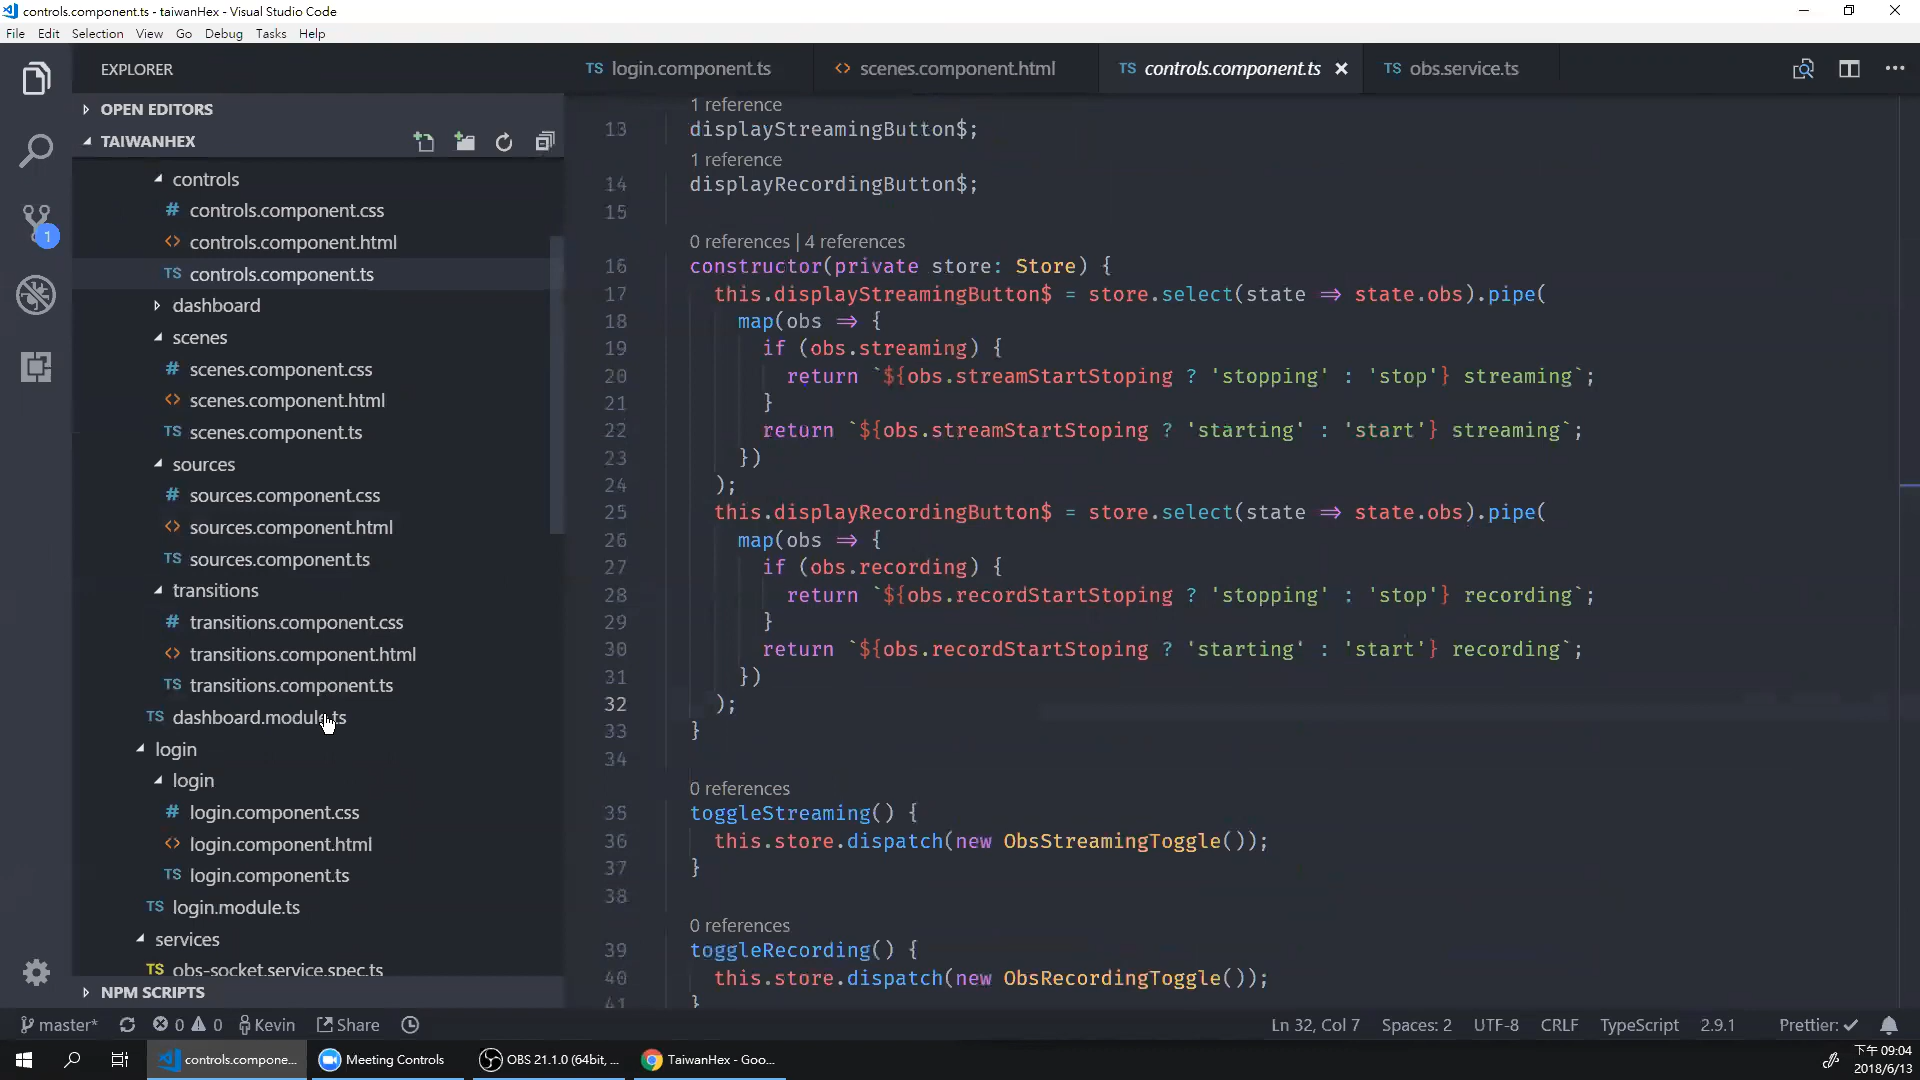 controls.component.ts - taiwanHex - Visual Studio Code
File Edit Selection View Go Debug Tasks Help
EXPLORER
TS login.component.ts
<> scenes.component.html
TS controls.component.ts
TS obs.service.ts
OPEN EDITORS
TAIWANHEX
controls
# controls.component.css
<> controls.component.html
TS controls.component.ts
dashboard
scenes
# scenes.component.css
<> scenes.component.html
TS scenes.component.ts
sources
# sources.component.css
<> sources.component.html
TS sources.component.ts
transitions
# transitions.component.css
<> transitions.component.html
TS transitions.component.ts
TS dashboard.module.ts
login
login
# login.component.css
<> login.component.html
TS login.component.ts
TS login.module.ts
services
TS obs-socket.service.spec.ts
NPM SCRIPTS
1
1 reference
13 displayStreamingButton$;
1 reference
14 displayRecordingButton$;
15
0 references | 4 references
16 constructor(private store: Store) {
17 this.displayStreamingButton$ = store.select(state => state.obs).pipe(
18 map(obs => {
19 if (obs.streaming) {
20 return `${obs.streamStartStoping ? 'stopping' : 'stop'} streaming`;
21 }
22 return `${obs.streamStartStoping ? 'starting' : 'start'} streaming`;
23 })
24 );
25 this.displayRecordingButton$ = store.select(state => state.obs).pipe(
26 map(obs => {
27 if (obs.recording) {
28 return `${obs.recordStartStoping ? 'stopping' : 'stop'} recording`;
29 }
30 return `${obs.recordStartStoping ? 'starting' : 'start'} recording`;
31 })
32 );
33 }
34
0 references
35 toggleStreaming() {
36 this.store.dispatch(new ObsStreamingToggle());
37 }
38
0 references
39 toggleRecording() {
40 this.store.dispatch(new ObsRecordingToggle());
41 }
master* 0 0 Kevin Share
Ln 32, Col 7 Spaces: 2 UTF-8 CRLF TypeScript 2.9.1 Prettier: ✓
controls.compone...
Meeting Controls
OBS 21.1.0 (64bit, ...
TaiwanHex - Goo...
下午 09:04
2018/6/13